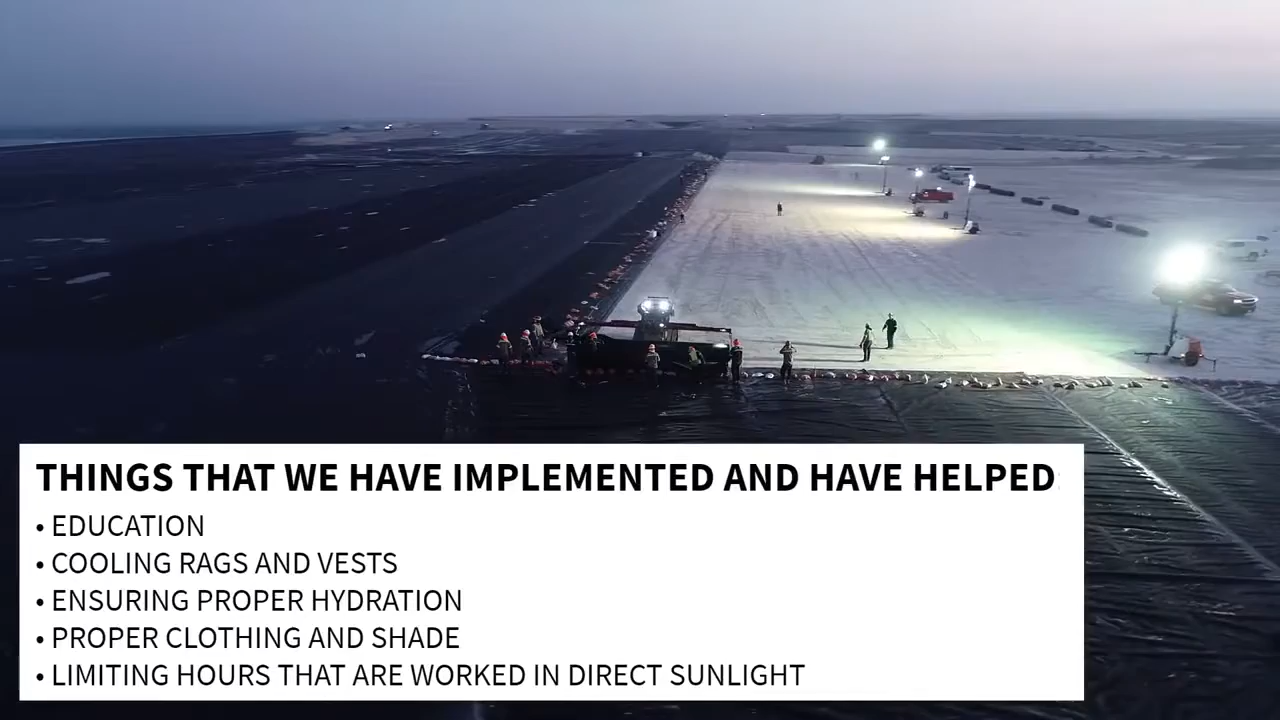 THINGS THAT WE HAVE IMPLEMENTED AND HAVE HELPED:
• EDUCATION
• COOLING RAGS AND VESTS
• ENSURING PROPER HYDRATION
• PROPER CLOTHING AND SHADE
• LIMITING HOURS THAT ARE WORKED IN DIRECT SUNLIGHT